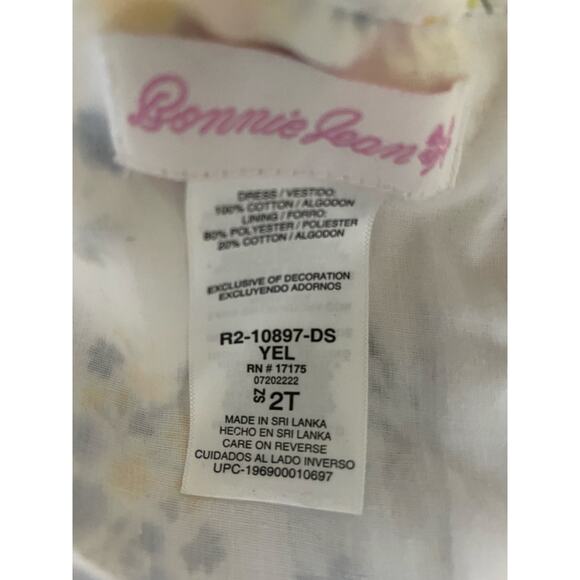 Bonnie Jean
DRESS / VESTIDO:
100% COTTON / ALGODON
LINING / FORRO:
80% POLYESTER / POLIESTER
20% COTTON / ALGODON
EXCLUSIVE OF DECORATION
EXCLUYENDO ADORNOS
R2-10897-DS
YEL
RN # 17175
07202222
SZ 2T
MADE IN SRI LANKA
HECHO EN SRI LANKA
CARE ON REVERSE
CUIDADOS AL LADO INVERSO
UPC-196900010697